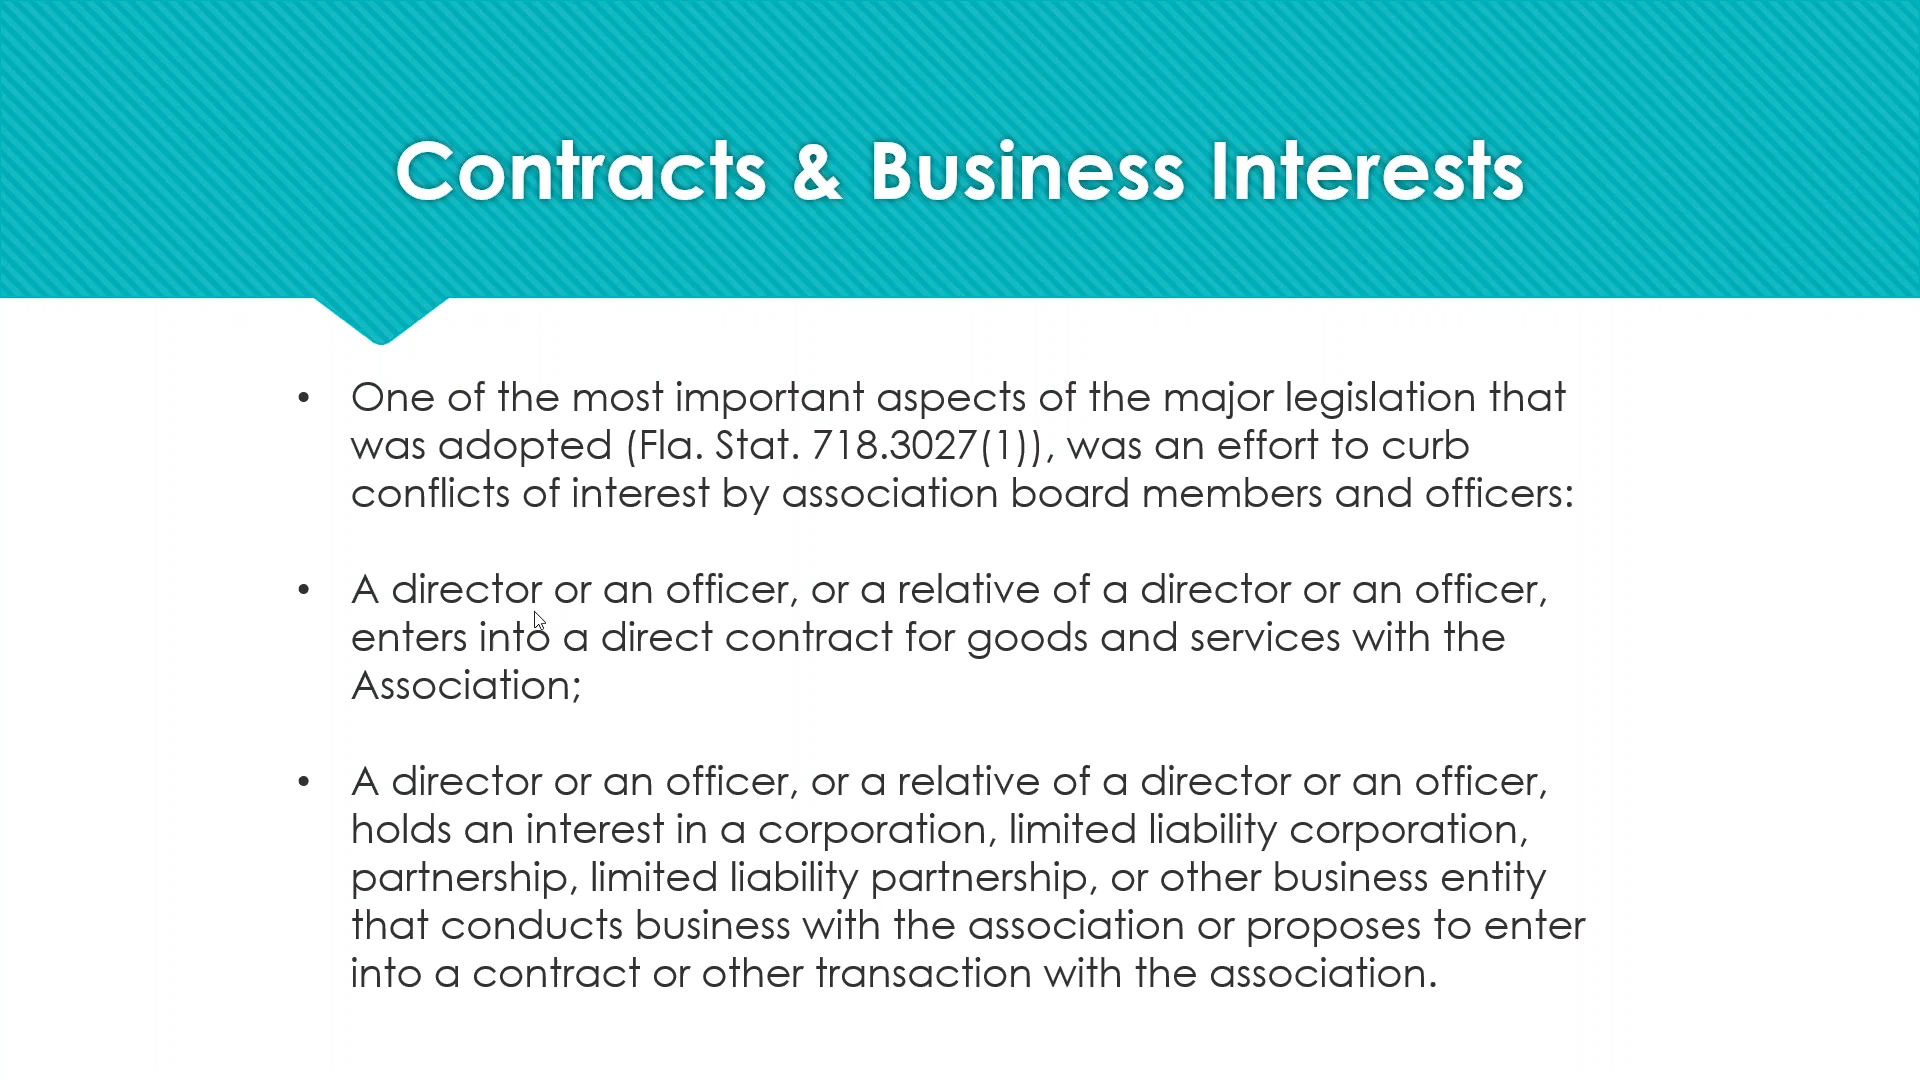 Contracts & Business Interests
• One of the most important aspects of the major legislation that
was adopted (Fla. Stat. 718.3027(1)), was an effort to curb
conflicts of interest by association board members and officers:
• A director or an officer, or a relative of a director or an officer,
enters into a direct contract for goods and services with the
Association;
• A director or an officer, or a relative of a director or an officer,
holds an interest in a corporation, limited liability corporation,
partnership, limited liability partnership, or other business entity
that conducts business with the association or proposes to enter
into a contract or other transaction with the association.